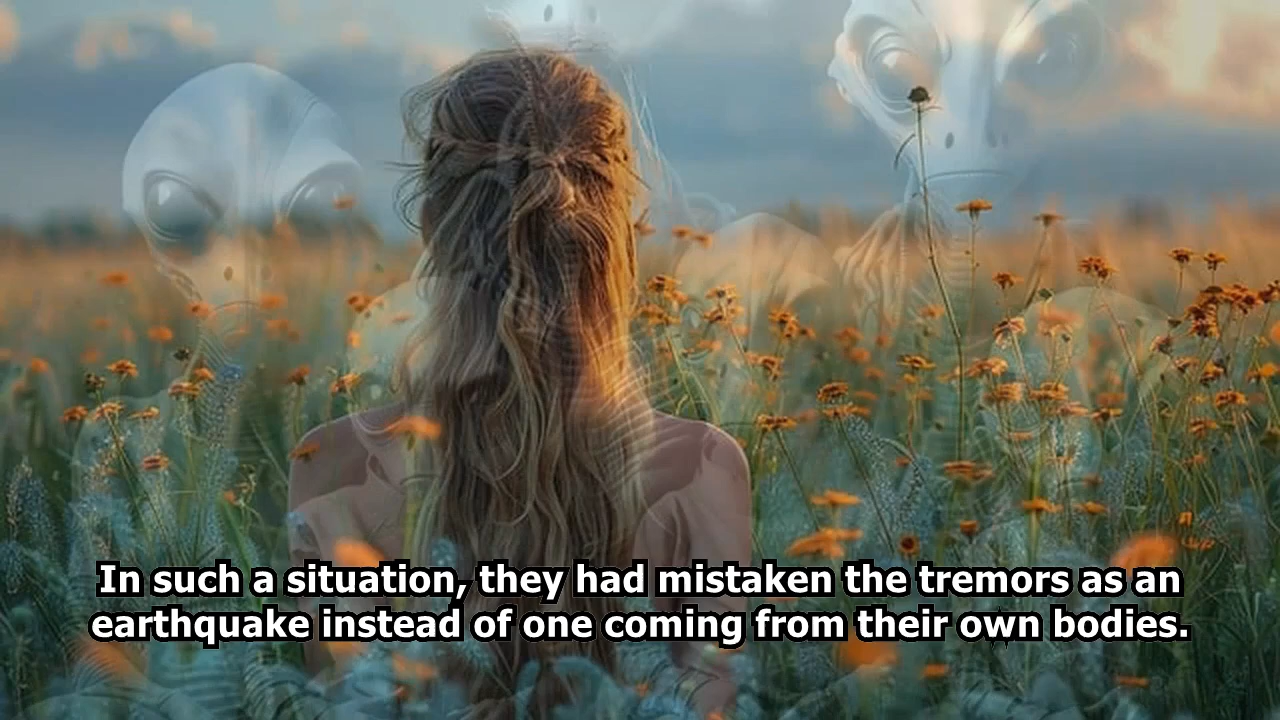 In such a situation, they had mistaken the tremors as an
earthquake instead of one coming from their own bodies.